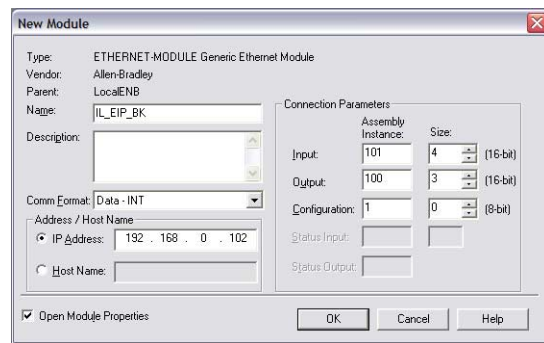 New Module
Type: ETHERNET-MODULE Generic Ethernet Module
Vendor: Allen-Bradley
Parent: LocalENB
Name: IL_EIP_BK
Description:
Comm Format: Data - INT
Address / Host Name
IP Address: 192 . 168 . 0 . 102
Host Name:
Connection Parameters
Assembly Instance: Size:
Input: 101 4 (16-bit)
Output: 100 3 (16-bit)
Configuration: 1 0 (8-bit)
Status Input:
Status Output:
Open Module Properties
OK Cancel Help